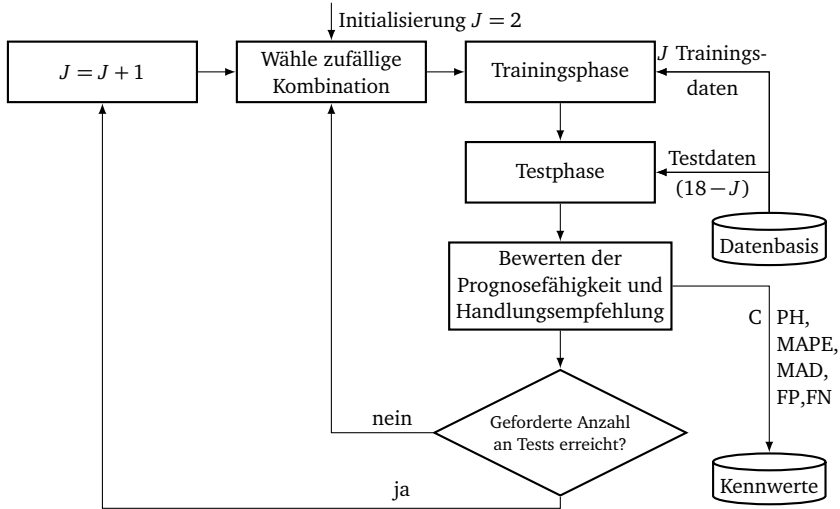 Initialisierung J = 2
J = J + 1
Wähle zufällige
Kombination
Trainingsphase
J Trainings-
daten
Testphase
Testdaten
(18 − J)
Datenbasis
Bewerten der
Prognosefähigkeit und
Handlungsempfehlung
C PH,
MAPE,
MAD,
FP,FN
nein
Geforderte Anzahl
an Tests erreicht?
Kennwerte
ja